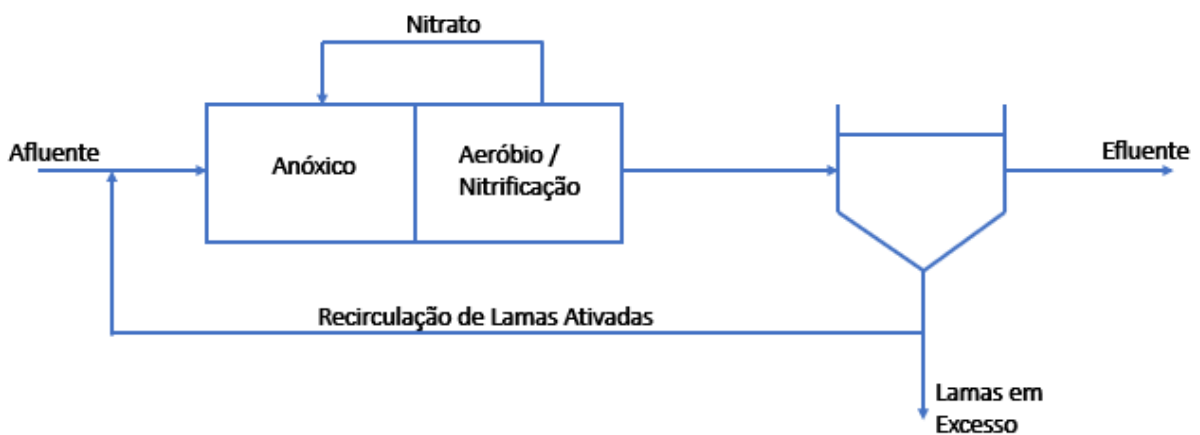 Nitrato
Afluente
Anóxico
Aeróbio /
Nitrificação
Efluente
Recirculação de Lamas Ativadas
Lamas em
Excesso